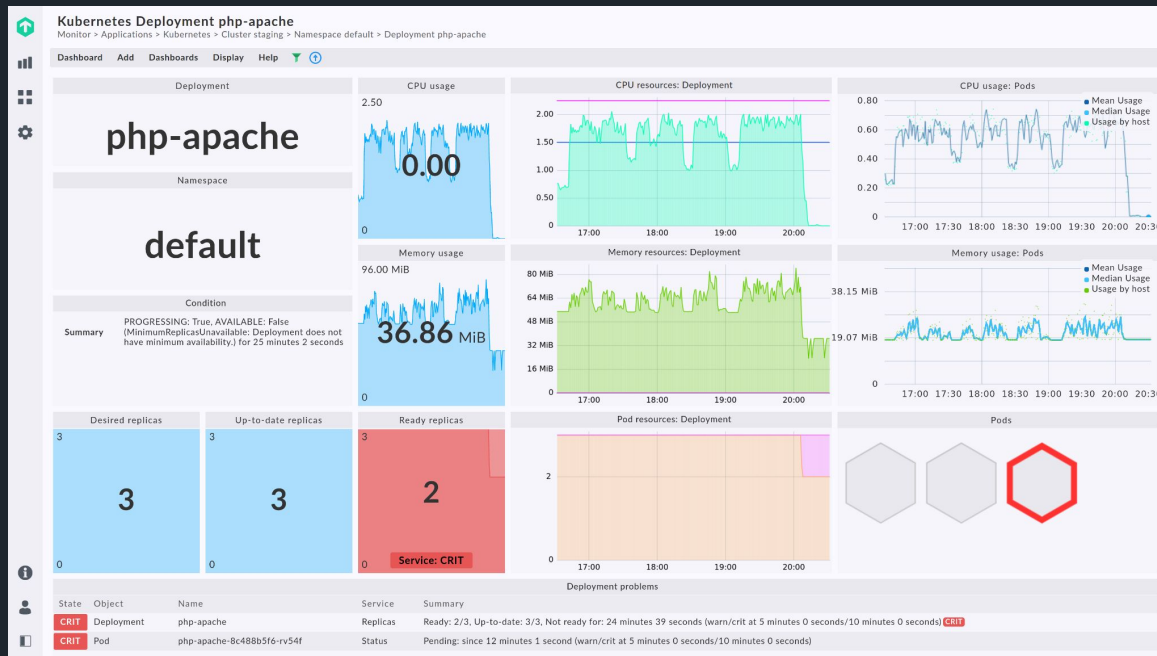 Kubernetes Deployment php-apache
Monitor > Applications > Kubernetes > Cluster staging > Namespace default > Deployment php-apache
Dashboard Add Dashboards Display Help
Deployment
php-apache
Namespace
default
Condition
Summary
PROGRESSING: True, AVAILABLE: False
(MinimumReplicasUnavailable: Deployment does not
have minimum availability.) for 25 minutes 2 seconds
CPU usage
2.50
0.00
0
Memory usage
96.00 MiB
36.86 MiB
0
CPU resources: Deployment
2.00
1.50
1.00
0.50
0
17:00 18:00 19:00 20:00
Memory resources: Deployment
80 MiB
64 MiB
48 MiB
32 MiB
16 MiB
0
17:00 18:00 19:00 20:00
CPU usage: Pods
0.80
0.60
0.40
0.20
0
Mean Usage
Median Usage
Usage by host
17:00 17:30 18:00 18:30 19:00 19:30 20:00 20:30
Memory usage: Pods
38.15 MiB
19.07 MiB
0
Mean Usage
Median Usage
Usage by host
17:00 17:30 18:00 18:30 19:00 19:30 20:00 20:30
Desired replicas
3
3
0
Up-to-date replicas
3
3
0
Ready replicas
3
2
0
Service: CRIT
Pod resources: Deployment
2
0
17:00 18:00 19:00 20:00
Pods
Deployment problems
State Object Name Service Summary
CRIT Deployment php-apache Replicas Ready: 2/3, Up-to-date: 3/3, Not ready for: 24 minutes 39 seconds (warn/crit at 5 minutes 0 seconds/10 minutes 0 seconds) CRIT
CRIT Pod php-apache-8c488b5f6-rv54f Status Pending: since 12 minutes 1 second (warn/crit at 5 minutes 0 seconds/10 minutes 0 seconds)